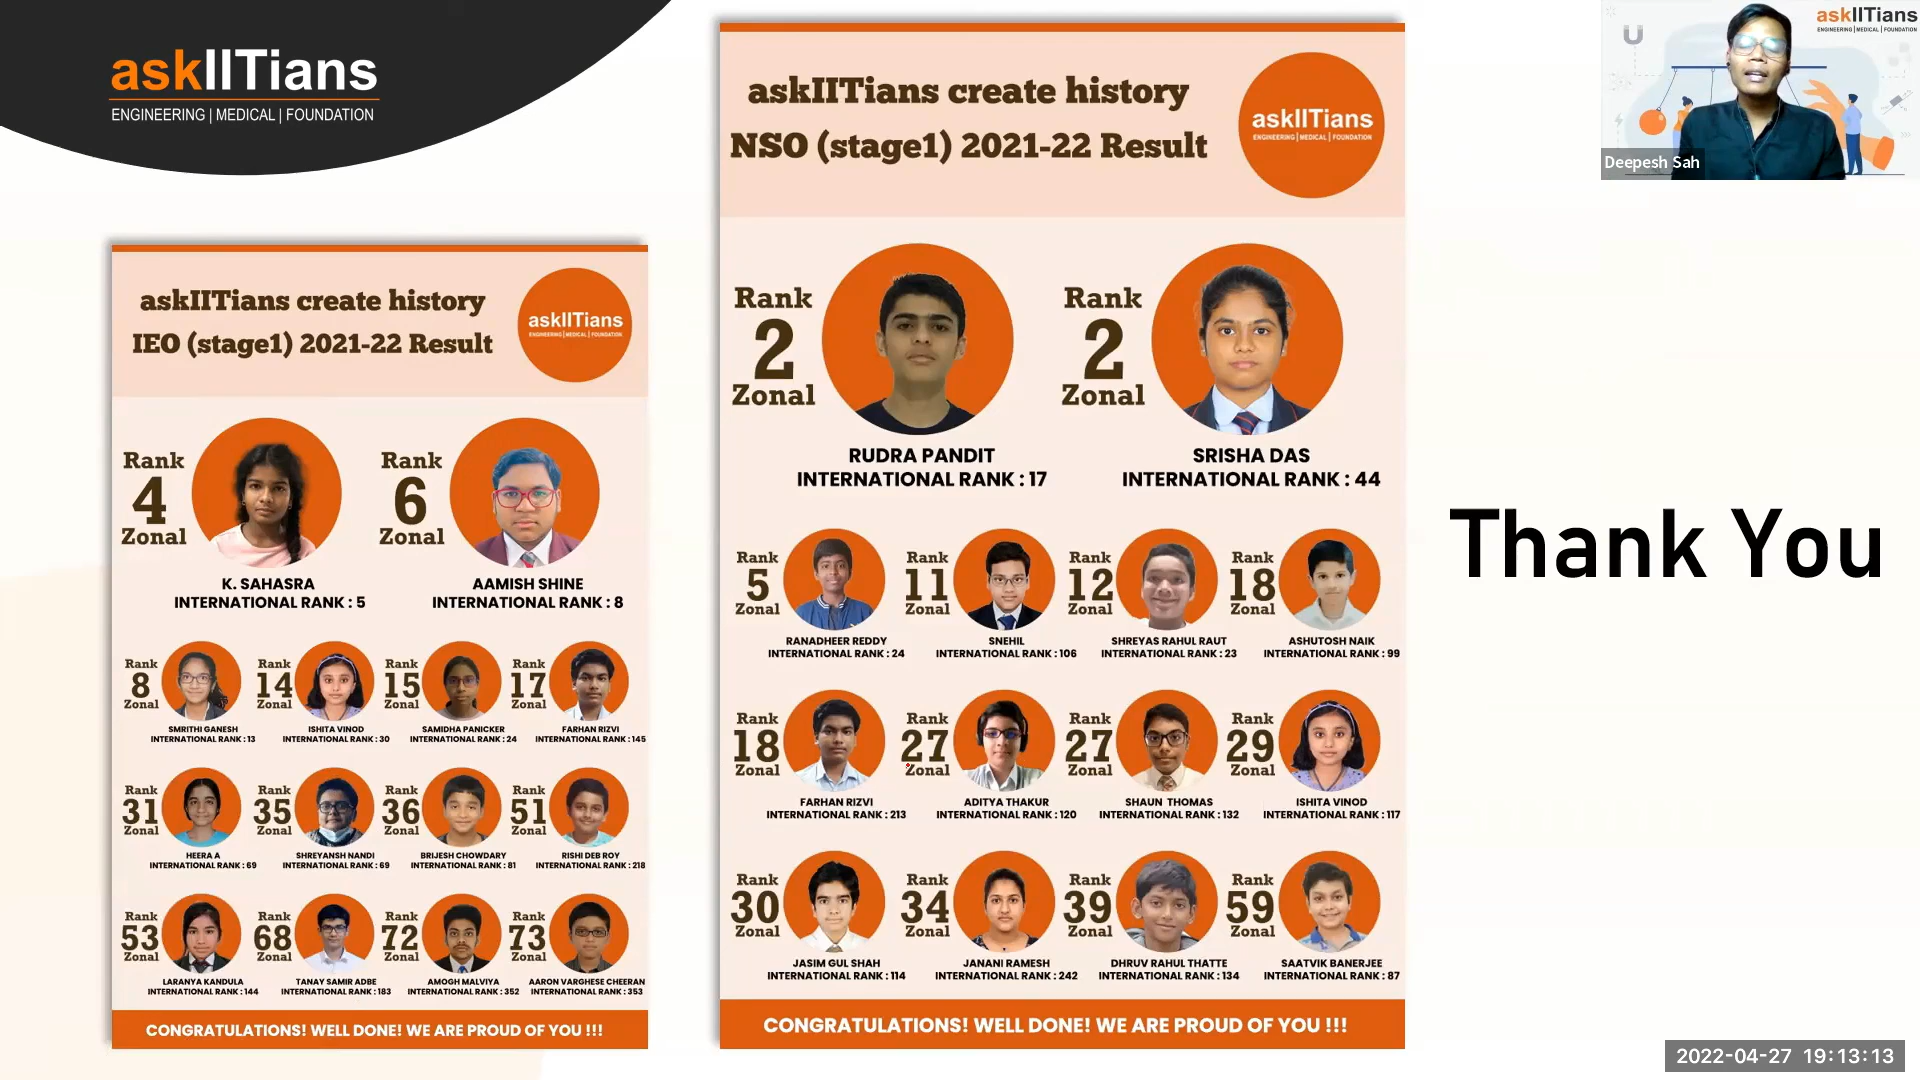 askIITians
ENGINEERING | MEDICAL | FOUNDATION
askIITians create history
IEO (stage1) 2021-22 Result
askIITians
ENGINEERING | MEDICAL | FOUNDATION
Rank
4
Zonal
K. SAHASRA
INTERNATIONAL RANK : 5
Rank
6
Zonal
AAMISH SHINE
INTERNATIONAL RANK : 8
Rank
8
Zonal
SMRITHI GANESH
INTERNATIONAL RANK : 13
Rank
14
Zonal
ISHITA VINOD
INTERNATIONAL RANK : 30
Rank
15
Zonal
SAMIDHA PANICKER
INTERNATIONAL RANK : 24
Rank
17
Zonal
FARHAN RIZVI
INTERNATIONAL RANK : 145
Rank
31
Zonal
HEERA A
INTERNATIONAL RANK : 69
Rank
35
Zonal
SHREYANSH NANDI
INTERNATIONAL RANK : 69
Rank
36
Zonal
BRIJESH CHOWDARY
INTERNATIONAL RANK : 81
Rank
51
Zonal
RISHI DEB ROY
INTERNATIONAL RANK : 218
Rank
53
Zonal
LARANYA KANDULA
INTERNATIONAL RANK : 144
Rank
68
Zonal
TANAY SAMIR ADBE
INTERNATIONAL RANK : 183
Rank
72
Zonal
AMOGH MALVIYA
INTERNATIONAL RANK : 352
Rank
73
Zonal
AARON VARGHESE CHEERAN
INTERNATIONAL RANK : 353
CONGRATULATIONS! WELL DONE! WE ARE PROUD OF YOU !!!
askIITians create history
NSO (stage1) 2021-22 Result
askIITians
ENGINEERING | MEDICAL | FOUNDATION
Rank
2
Zonal
RUDRA PANDIT
INTERNATIONAL RANK : 17
Rank
2
Zonal
SRISHA DAS
INTERNATIONAL RANK : 44
Rank
5
Zonal
RANADHEER REDDY
INTERNATIONAL RANK : 24
Rank
11
Zonal
SNEHIL
INTERNATIONAL RANK : 106
Rank
12
Zonal
SHREYAS RAHUL RAUT
INTERNATIONAL RANK : 23
Rank
18
Zonal
ASHUTOSH NAIK
INTERNATIONAL RANK : 99
Rank
18
Zonal
FARHAN RIZVI
INTERNATIONAL RANK : 213
Rank
27
Zonal
ADITYA THAKUR
INTERNATIONAL RANK : 120
Rank
27
Zonal
SHAUN THOMAS
INTERNATIONAL RANK : 132
Rank
29
Zonal
ISHITA VINOD
INTERNATIONAL RANK : 117
Rank
30
Zonal
JASIM GUL SHAH
INTERNATIONAL RANK : 114
Rank
34
Zonal
JANANI RAMESH
INTERNATIONAL RANK : 242
Rank
39
Zonal
DHRUV RAHUL THATTE
INTERNATIONAL RANK : 134
Rank
59
Zonal
SAATVIK BANERJEE
INTERNATIONAL RANK : 87
CONGRATULATIONS! WELL DONE! WE ARE PROUD OF YOU !!!
askIITians
ENGINEERING | MEDICAL | FOUNDATION
Deepesh Sah
Thank You
2022-04-27 19:13:13